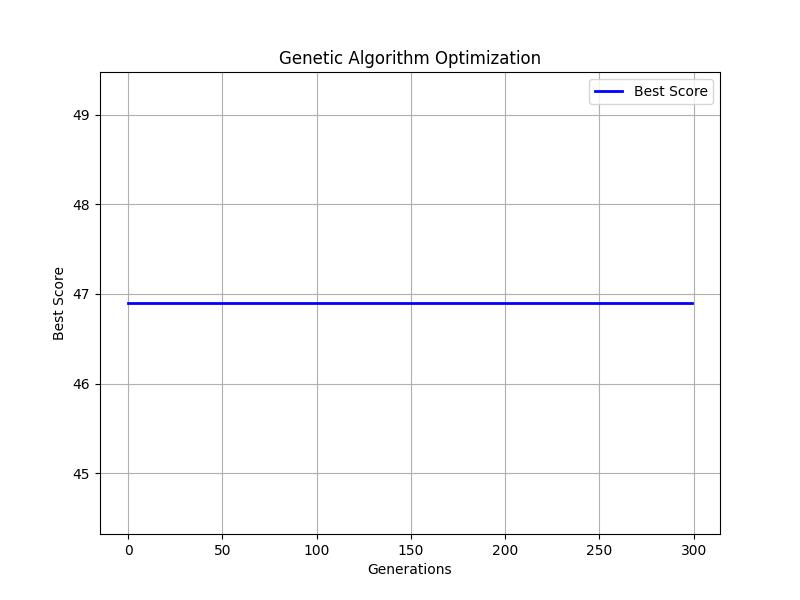 Genetic Algorithm Optimization
Best Score
49
48
47
46
45
Best Score
0 50 100 150 200 250 300
Generations